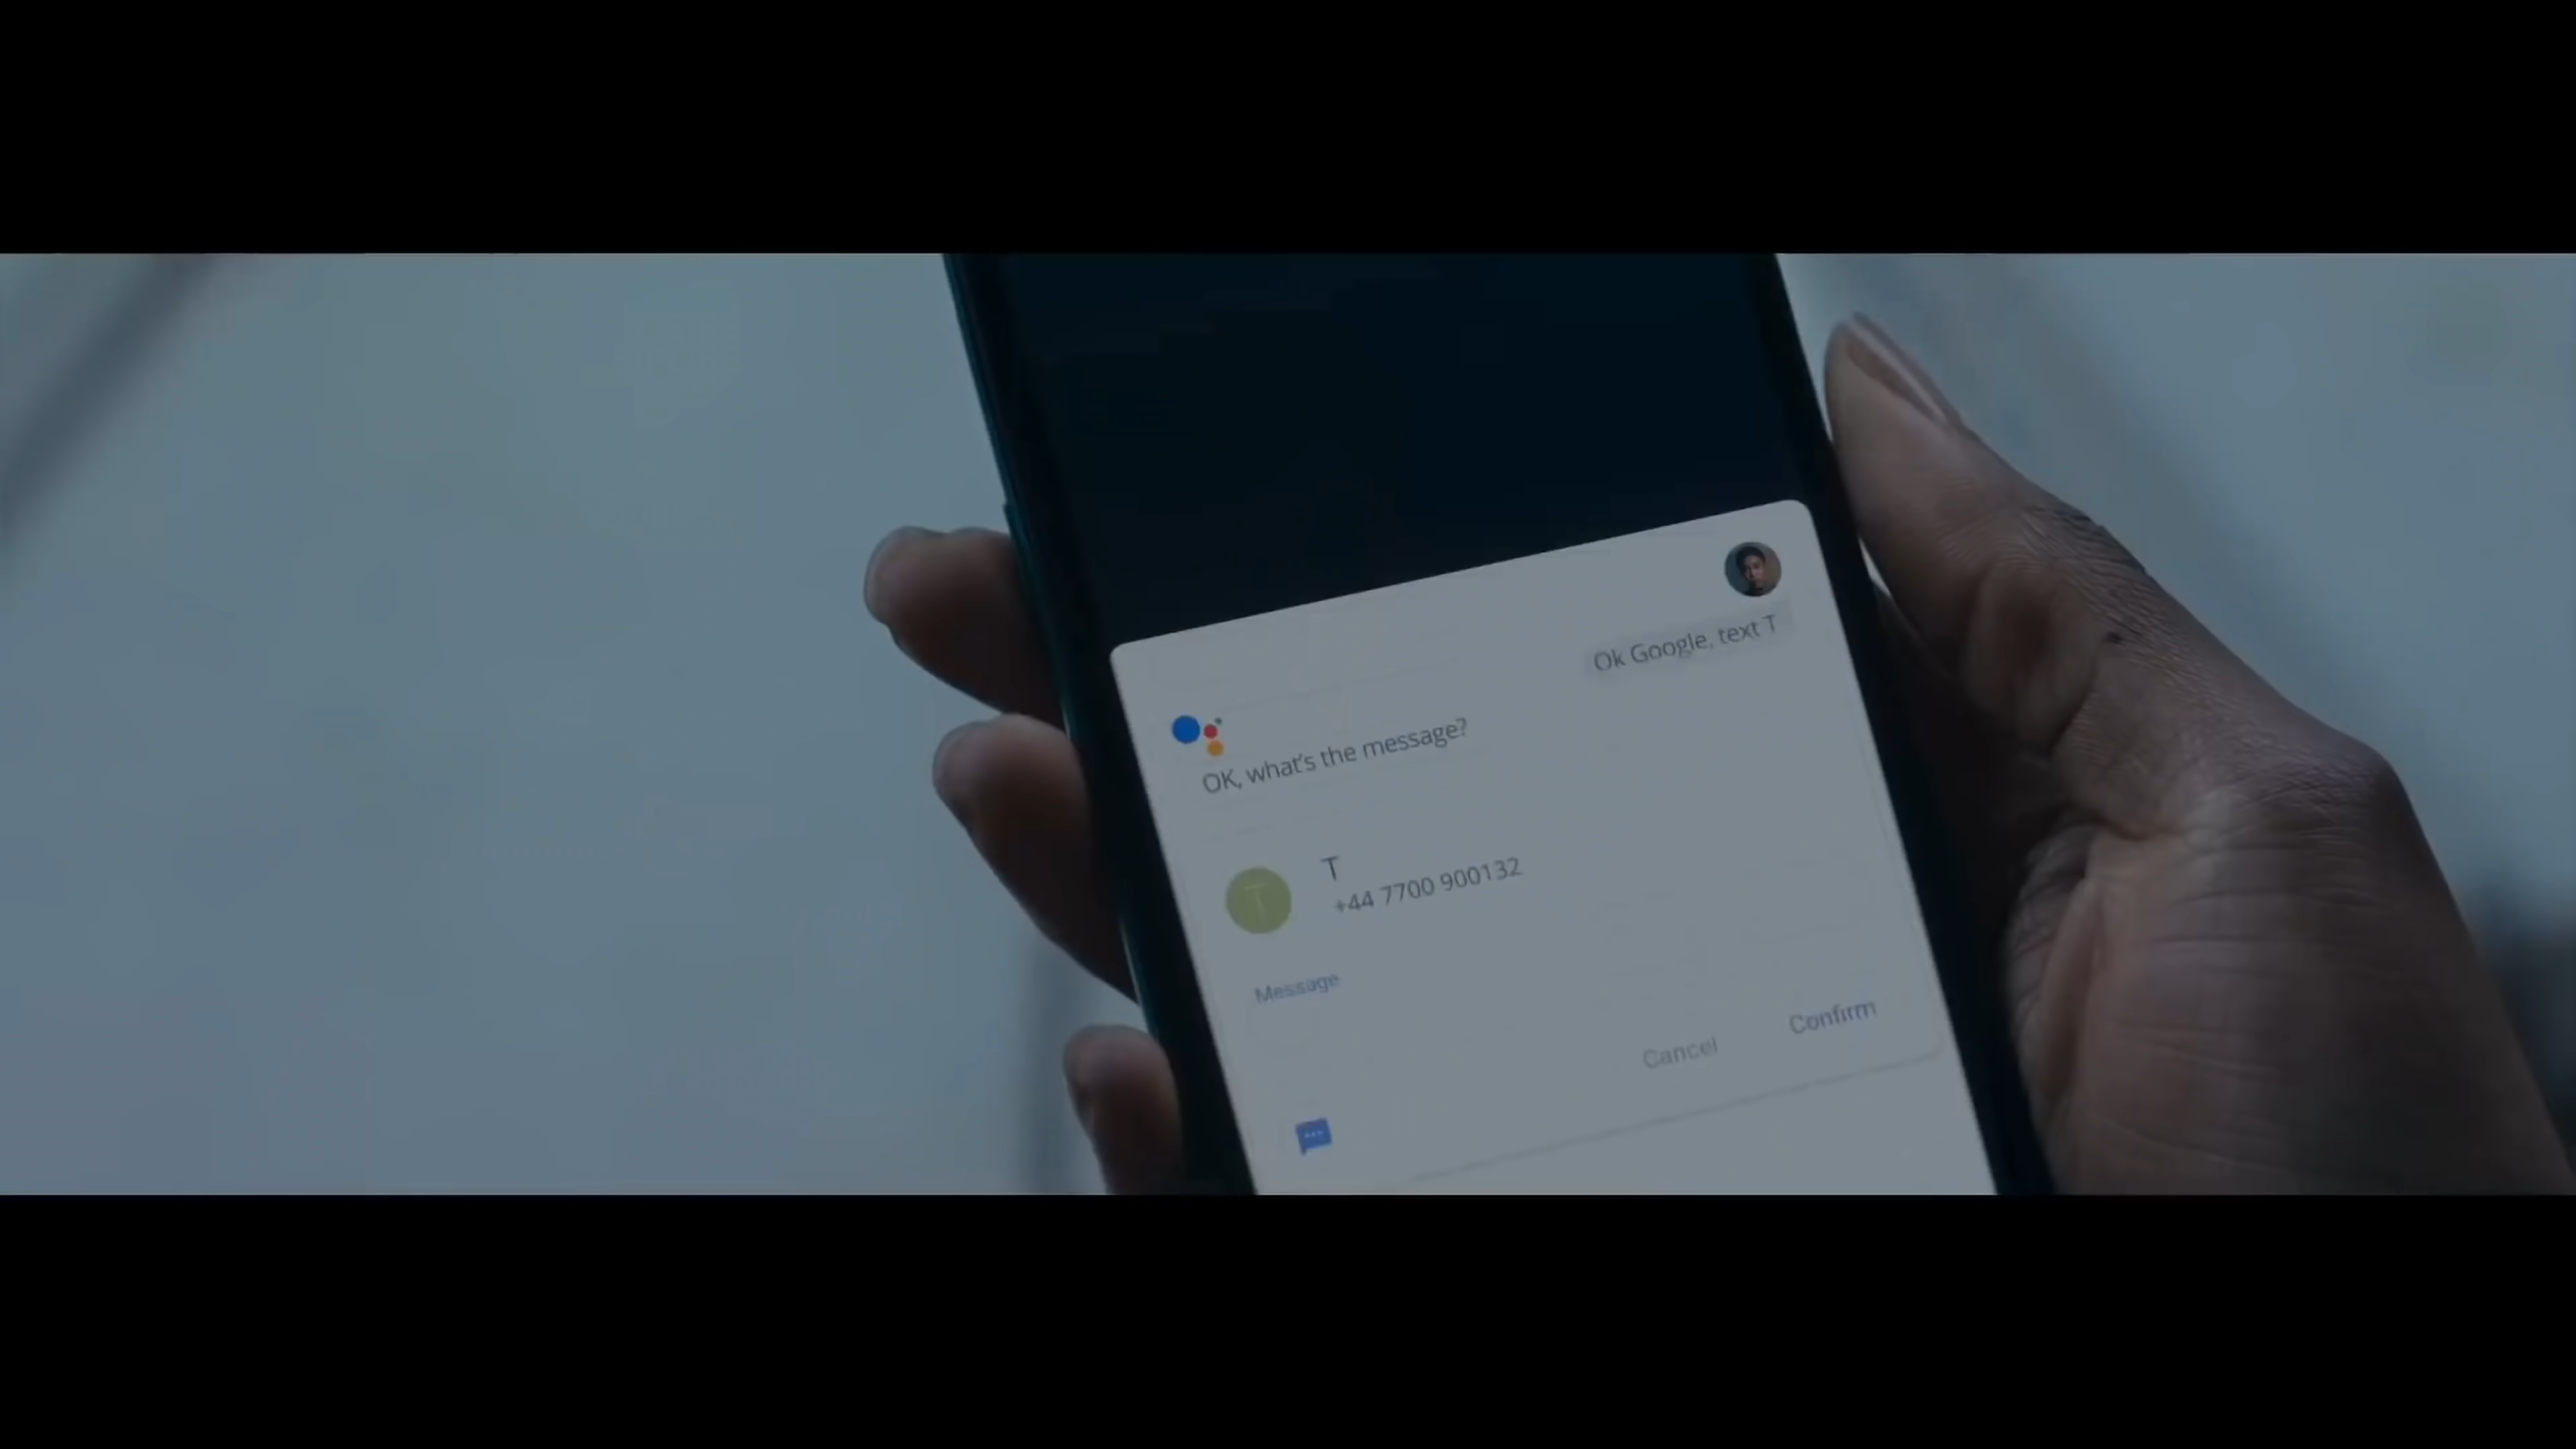 Ok Google, text T
OK, what's the message?
T
T
+44 7700 900132
Message
Cancel
Confirm